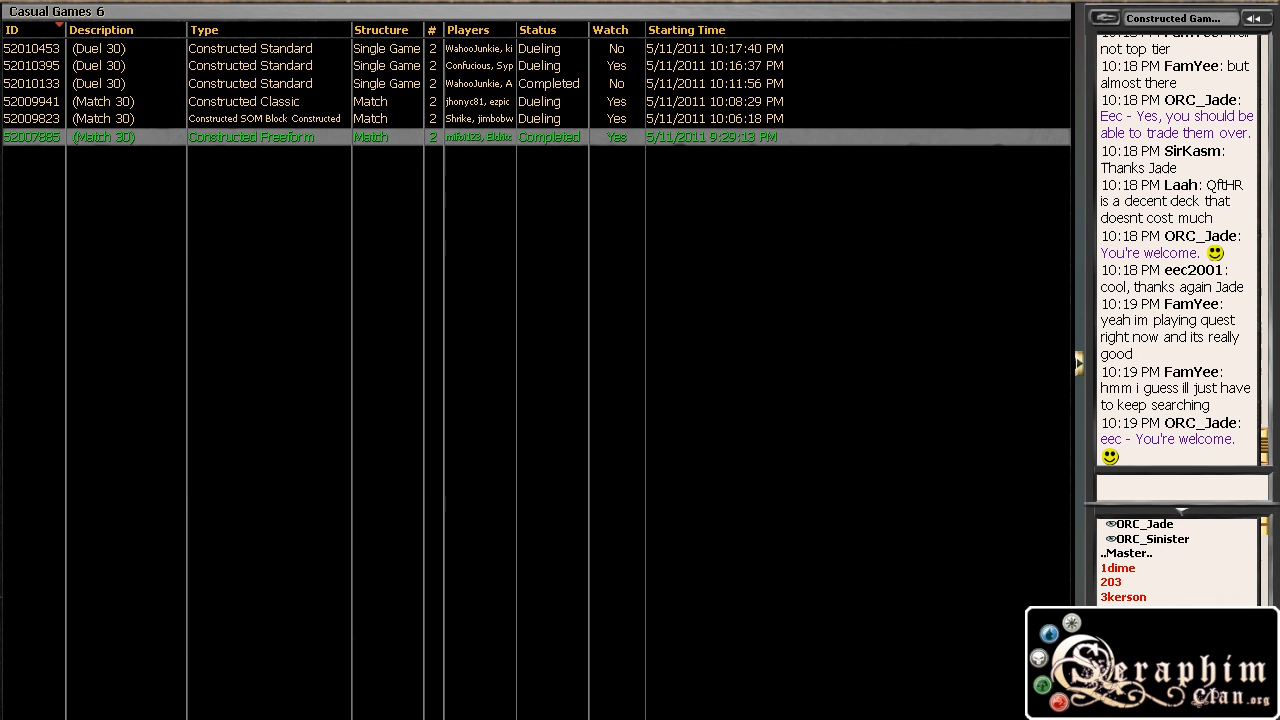 Casual Games 6
ID Description Type Structure # Players Status Watch Starting Time
52010453 (Duel 30) Constructed Standard Single Game 2 WahooJunkie, ki Dueling No 5/11/2011 10:17:40 PM
52010395 (Duel 30) Constructed Standard Single Game 2 Confucious, Syp Dueling Yes 5/11/2011 10:16:37 PM
52010133 (Duel 30) Constructed Standard Single Game 2 WahooJunkie, A Completed No 5/11/2011 10:11:56 PM
52009941 (Match 30) Constructed Classic Match 2 jhonyc81, ezpic Dueling Yes 5/11/2011 10:08:29 PM
52009823 (Match 30) Constructed SOM Block Constructed Match 2 Shrike, jimbobw Dueling Yes 5/11/2011 10:06:18 PM
52007885 (Match 30) Constructed Freeform Match 2 Completed Yes 5/11/2011 9:29:13 PM
Constructed Gam...
not top tier
10:18 PM FamYee: but
almost there
10:18 PM ORC_Jade:
Eec - Yes, you should be
able to trade them over.
10:18 PM SirKasm:
Thanks Jade
10:18 PM Laah: QftHR
is a decent deck that
doesnt cost much
10:18 PM ORC_Jade:
You're welcome.
10:18 PM eec2001:
cool, thanks again Jade
10:19 PM FamYee:
yeah im playing quest
right now and its really
good
10:19 PM FamYee:
hmm i guess ill just have
to keep searching
10:19 PM ORC_Jade:
eec - You're welcome.
ORC_Jade
ORC_Sinister
..Master..
1dime
203
3kerson
Seraphim
Clan.org